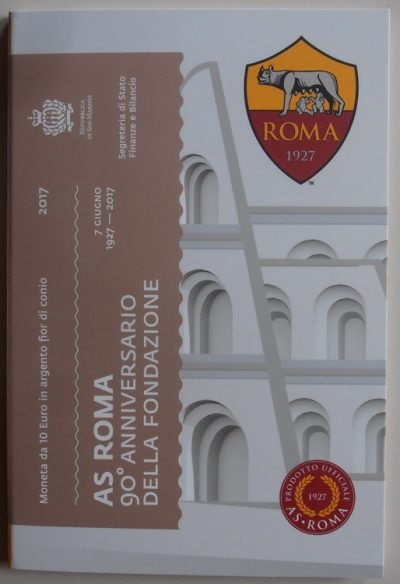 REPUBBLICA
DI SAN MARINO
Segreteria di Stato
Finanze e Bilancio
2017
7 GIUGNO
1927 — 2017
Moneta da 10 Euro in argento fior di conio
AS ROMA
90° ANNIVERSARIO
DELLA FONDAZIONE
ROMA
1927
TM
PRODOTTO UFFICIALE
1927
AS·ROMA